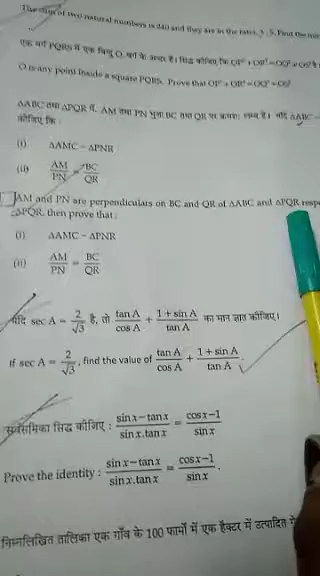 The sum of two natural numbers is 240 and they are in the ratio 3 : 5. Find the
एक वर्ग PQRS में एक बिन्दु O, वर्ग के अन्दर है। सिद्ध कीजिए कि OP² + OR² = OQ² + OS² है।
O is any point inside a square PQRS. Prove that OP² + OR² = OQ² + OS²
ΔABC तथा ΔPQR में, AM तथा PN भुजा BC तथा QR पर क्रमशः लम्ब है। यदि ΔABC ~
कीजिए कि :
(i) ΔAMC ~ ΔPNR
(ii) AM/PN = BC/QR
AM and PN are perpendiculars on BC and QR of ΔABC and ΔPQR
ΔPQR, then prove that :
(i) ΔAMC ~ ΔPNR
(ii) AM/PN = BC/QR
यदि sec A = 2/√3 है, तो tan A/cos A + 1 + sin A/tan A का मान ज्ञात कीजिए।
If sec A = 2/√3, find the value of tan A/cos A + 1 + sin A/tan A.
सर्वसमिका सिद्ध कीजिए : sin x − tan x/sin x. tan x = cos x − 1/sin x
Prove the identity : sin x − tan x/sin x. tan x = cos x − 1/sin x.
निम्नलिखित तालिका एक गाँव के 100 फार्मों में एक हैक्टर में उत्पादित